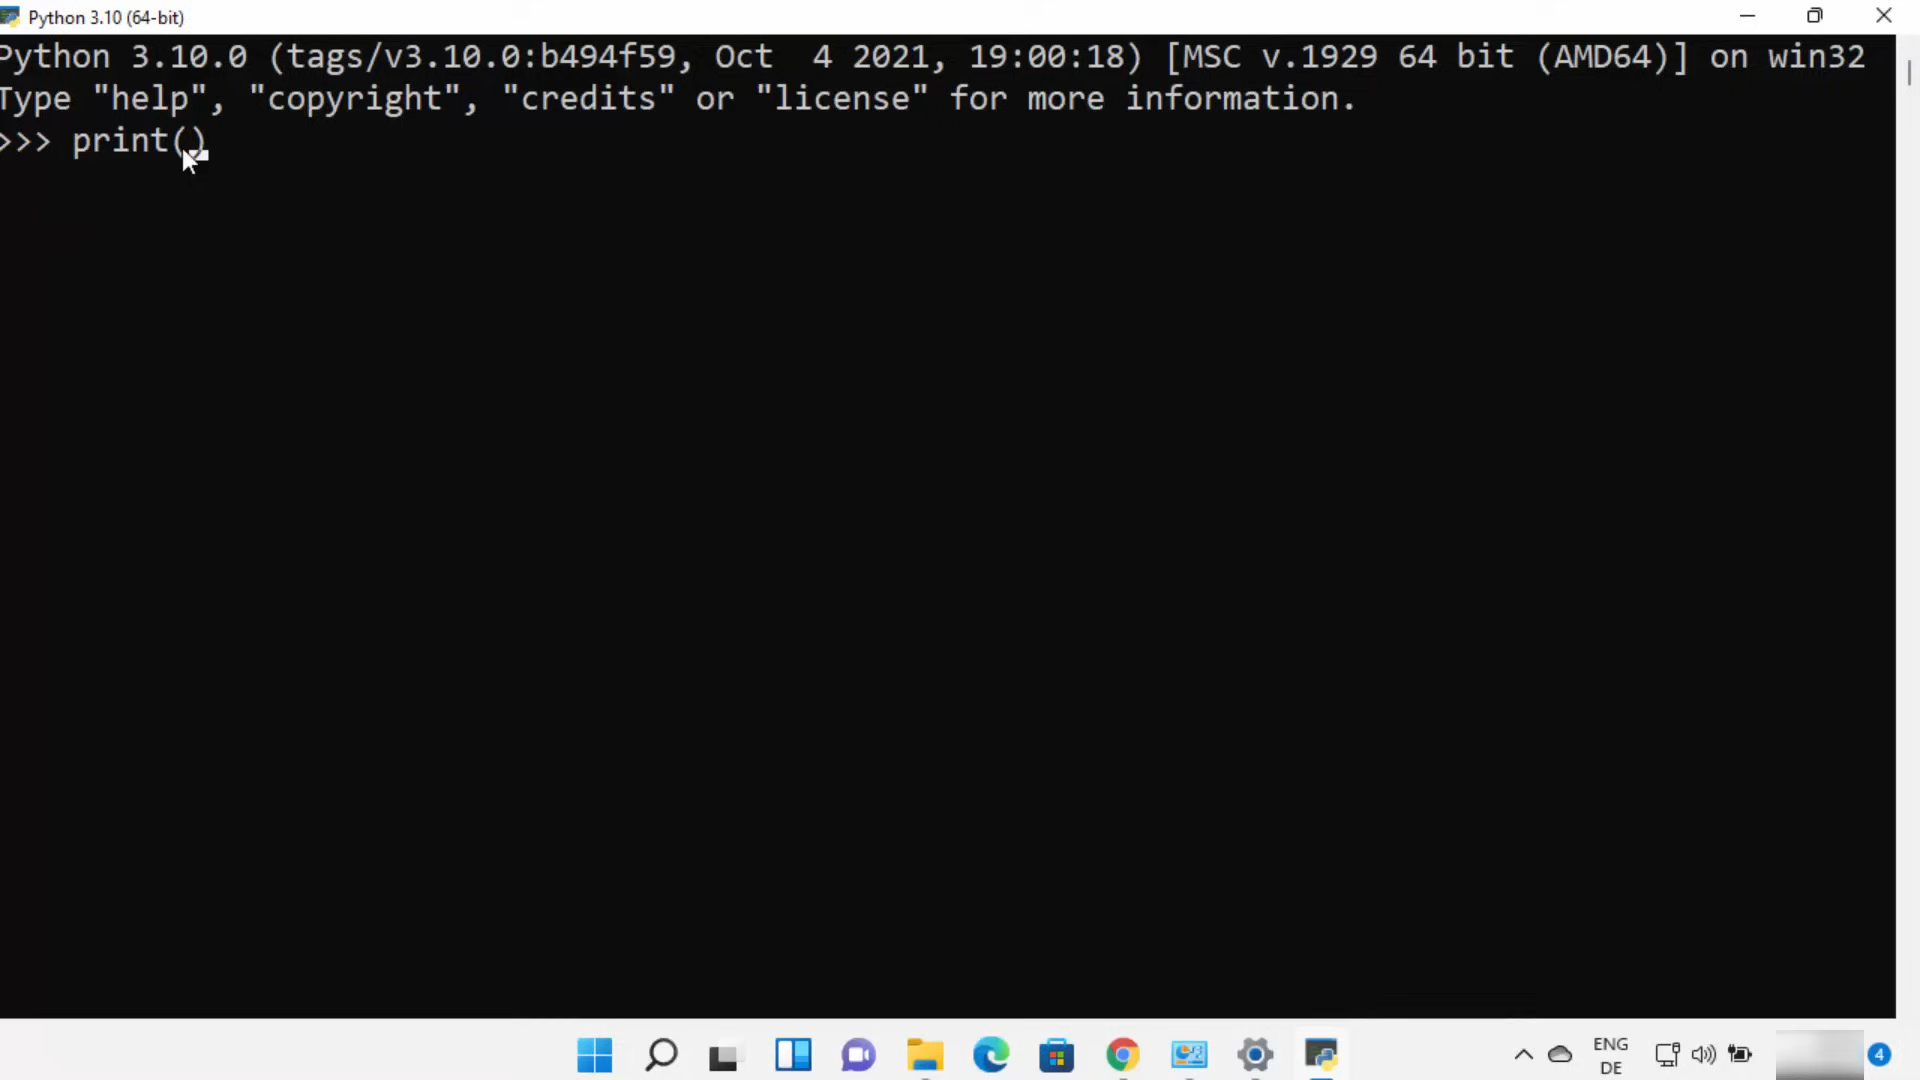 Python 3.10 (64-bit)
Python 3.10.0 (tags/v3.10.0:b494f59, Oct  4 2021, 19:00:18) [MSC v.1929 64 bit (AMD64)] on win32
Type "help", "copyright", "credits" or "license" for more information.
>>> print()
ENG
DE
4